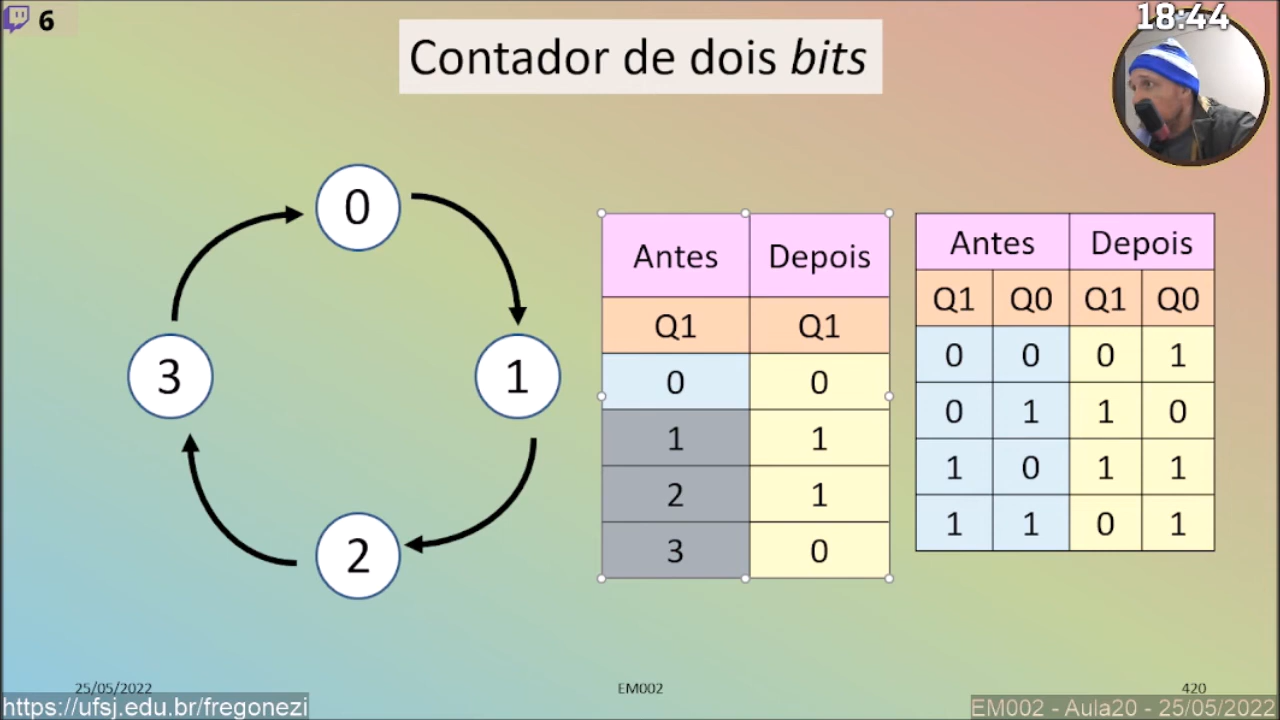 6
18:44
Contador de dois bits
0
1
2
3
Antes Depois
Q1 Q1
0 0
1 1
2 1
3 0
Antes Depois
Q1 Q0 Q1 Q0
0 0 0 1
0 1 1 0
1 0 1 1
1 1 0 1
25/05/2022 EM002 420
https://ufsj.edu.br/fregonezi
EM002 - Aula20 - 25/05/2022